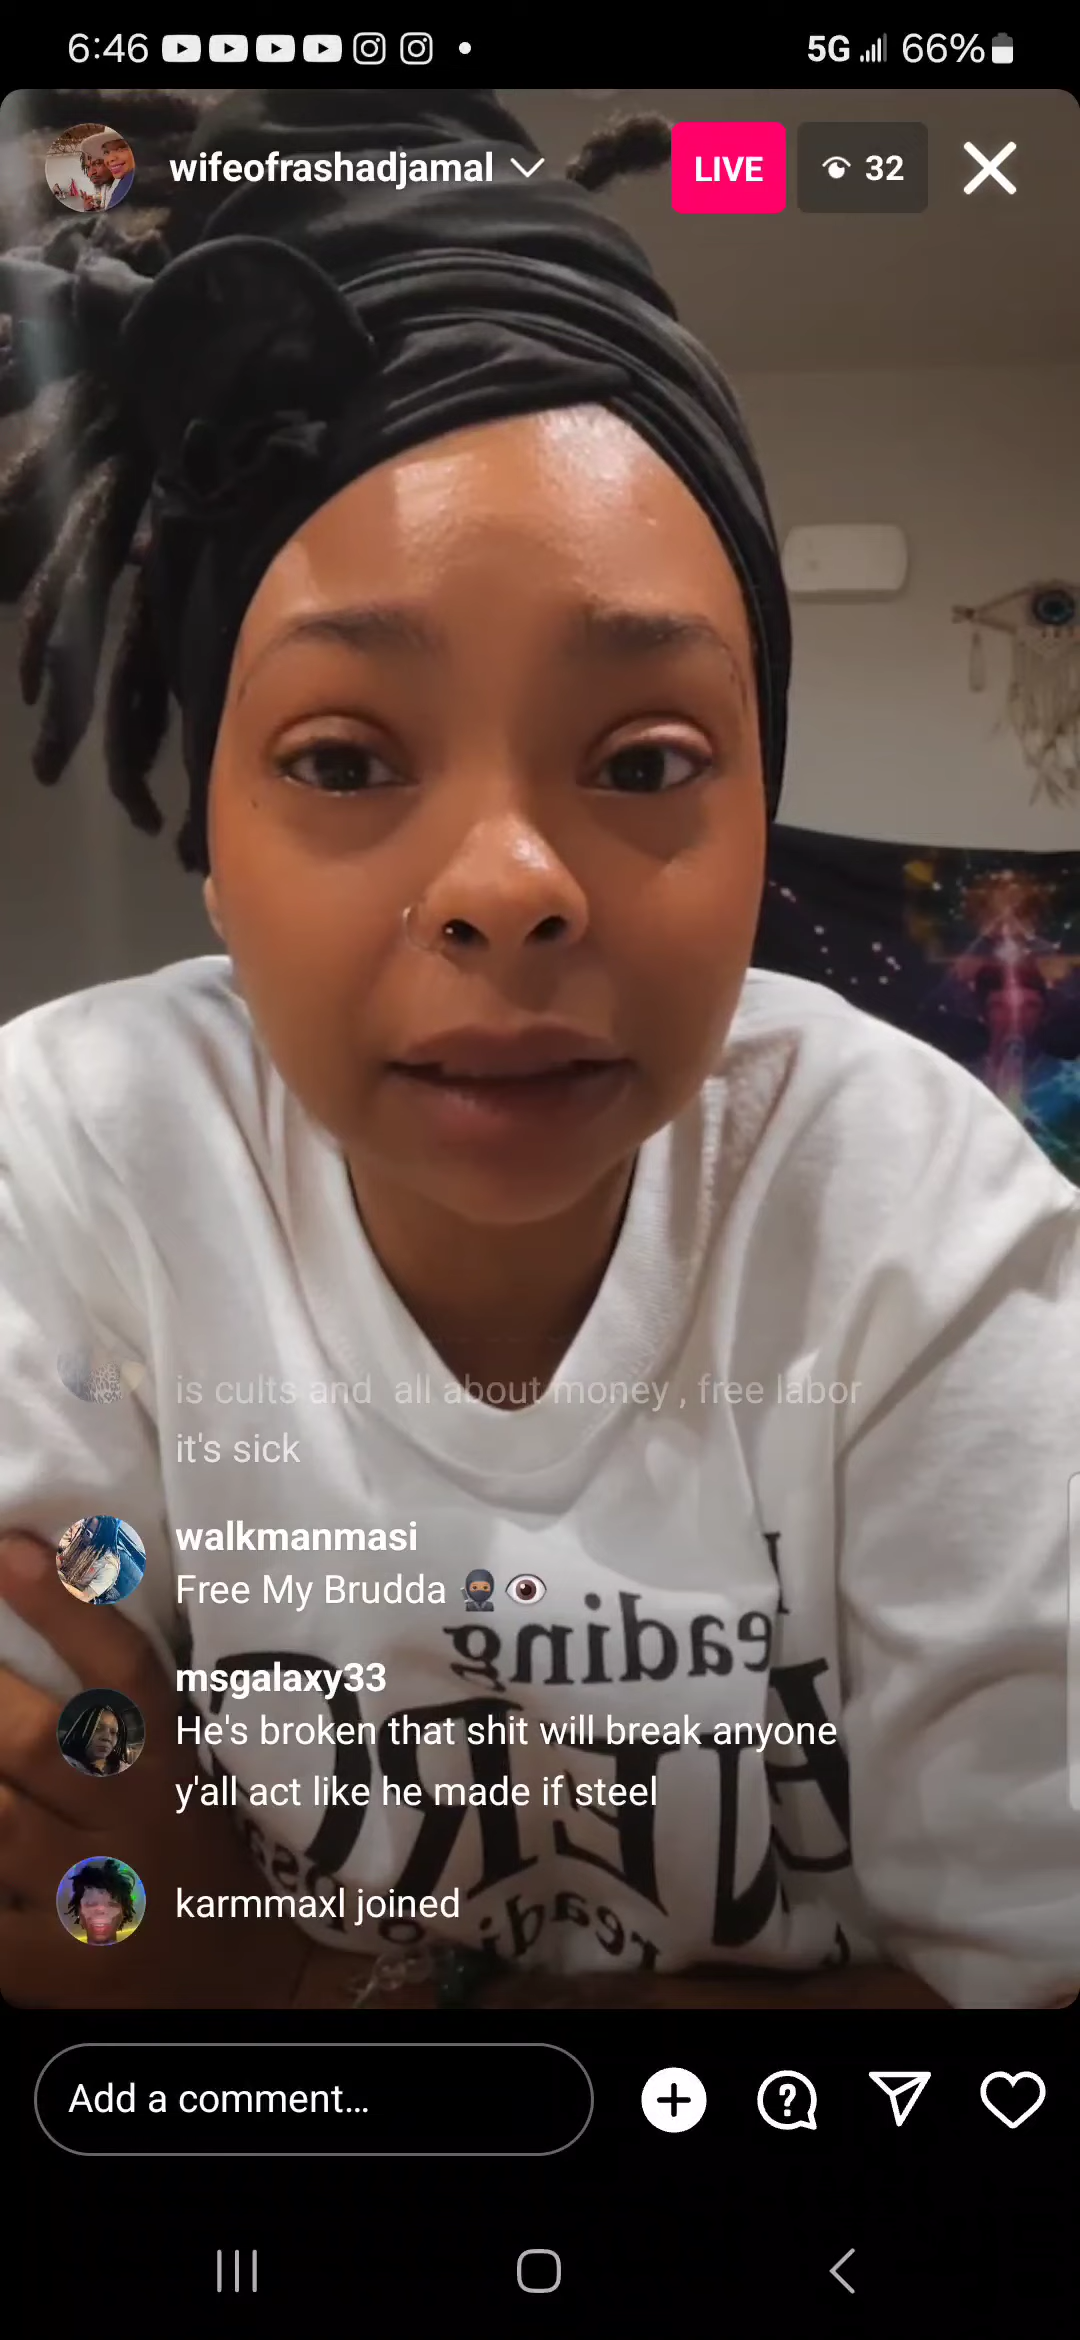 6:46
5G 66%
wifeofrashadjamal
LIVE
32
is cults and all about money , free labor
it's sick
walkmanmasi
Free My Brudda 🥷👁️
eading
msgalaxy33
He's broken that shit will break anyone
y'all act like he made if steel
karmmaxl joined
Add a comment...